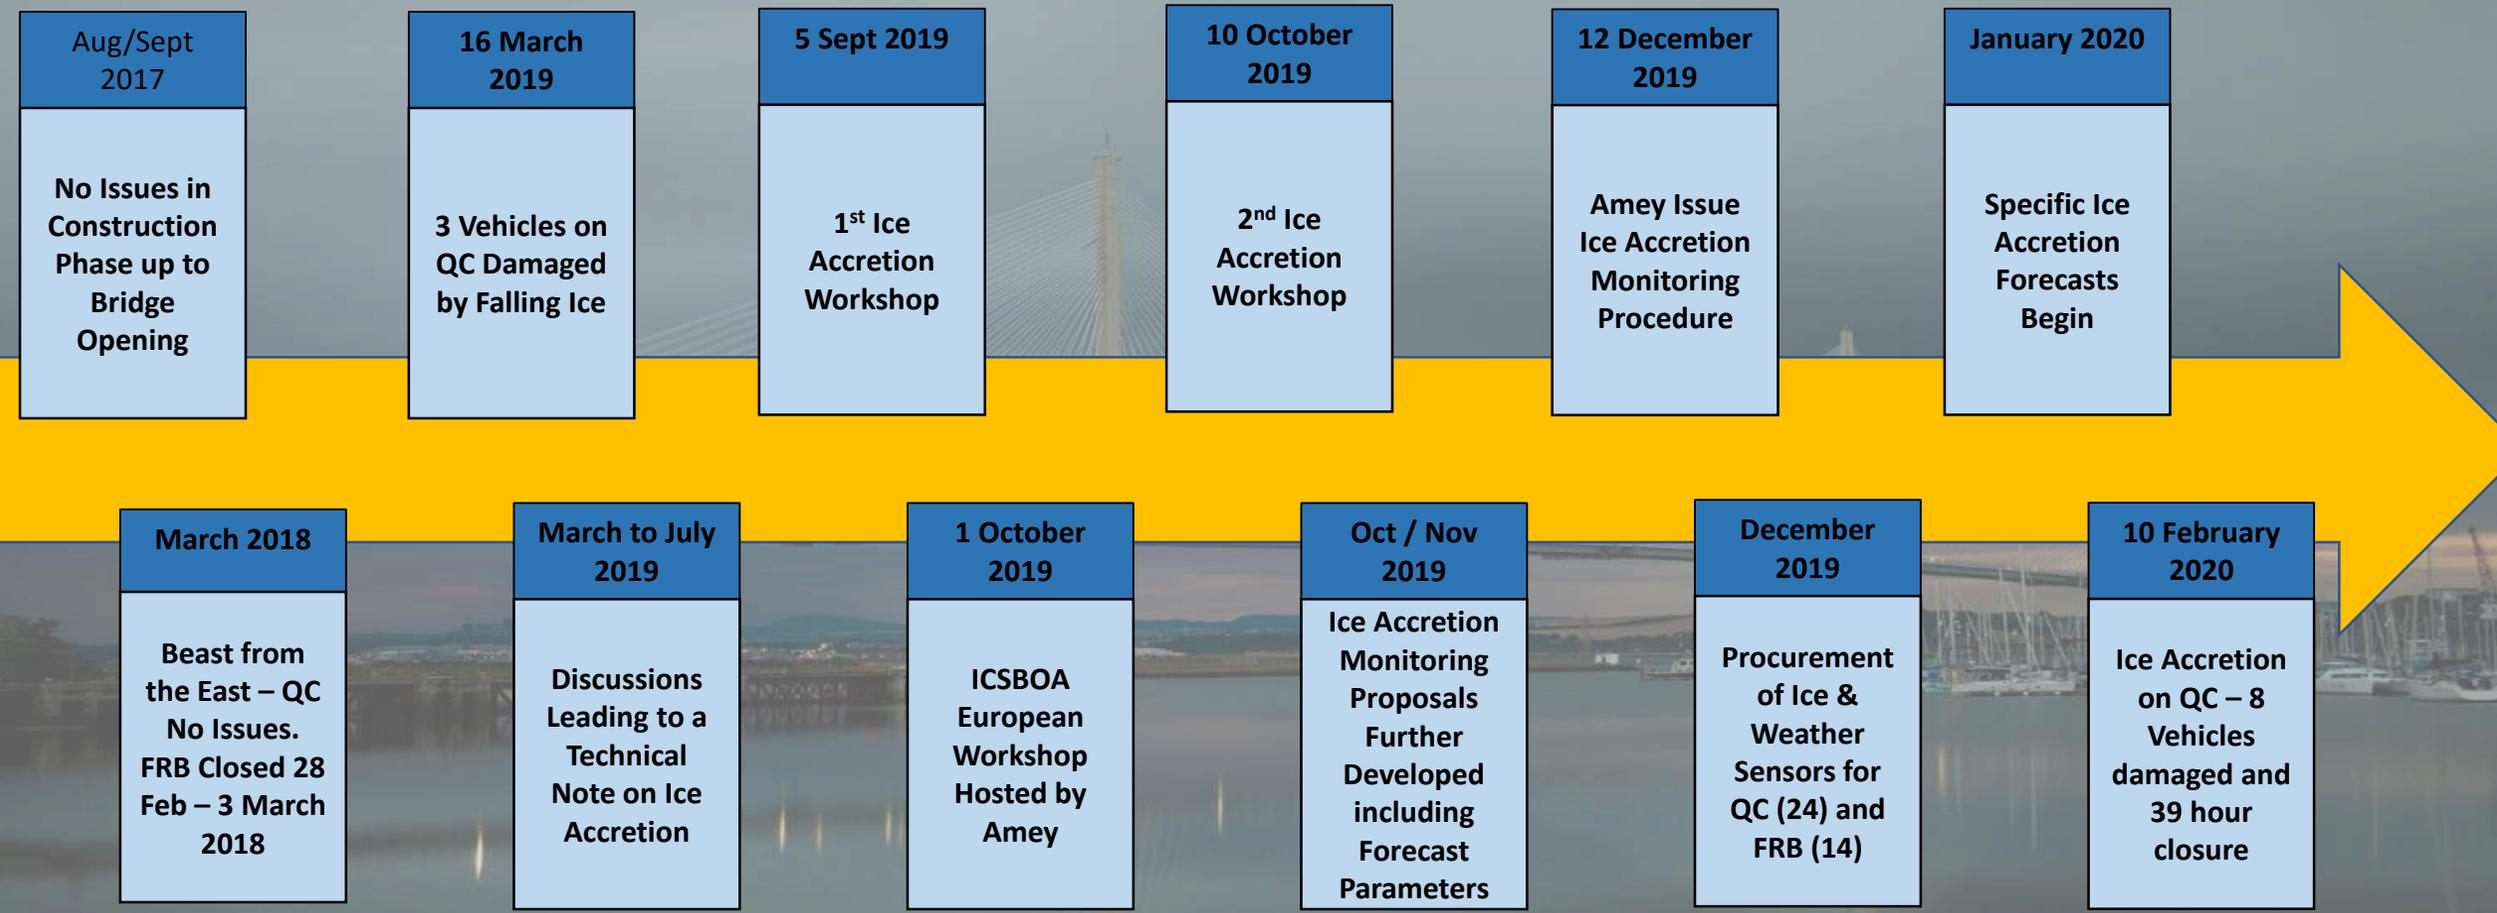 Aug/Sept
2017
No Issues in
Construction
Phase up to
Bridge
Opening
March 2018
Beast from
the East – QC
No Issues.
FRB Closed 28
Feb – 3 March
2018
16 March
2019
3 Vehicles on
QC Damaged
by Falling Ice
March to July
2019
Discussions
Leading to a
Technical
Note on Ice
Accretion
5 Sept 2019
1st Ice
Accretion
Workshop
1 October
2019
ICSBOA
European
Workshop
Hosted by
Amey
10 October
2019
2nd Ice
Accretion
Workshop
Oct / Nov
2019
Ice Accretion
Monitoring
Proposals
Further
Developed
including
Forecast
Parameters
12 December
2019
Amey Issue
Ice Accretion
Monitoring
Procedure
December
2019
Procurement
of Ice &
Weather
Sensors for
QC (24) and
FRB (14)
January 2020
Specific Ice
Accretion
Forecasts
Begin
10 February
2020
Ice Accretion
on QC – 8
Vehicles
damaged and
39 hour
closure